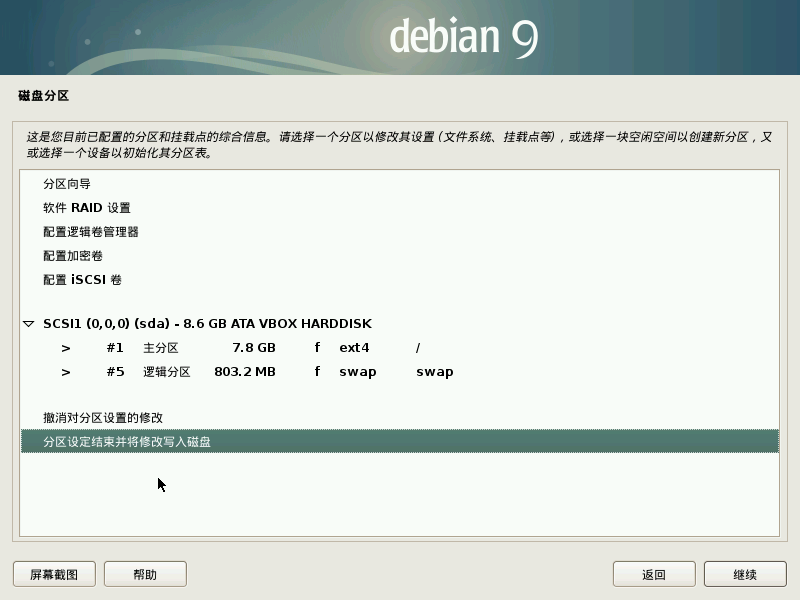 debian 9
磁盘分区
这是您目前已配置的分区和挂载点的综合信息。请选择一个分区以修改其设置 (文件系统、挂载点等)，或选择一块空闲空间以创建新分区，又
或选择一个设备以初始化其分区表。
分区向导
软件 RAID 设置
配置逻辑卷管理器
配置加密卷
配置 iSCSI 卷
SCSI1 (0,0,0) (sda) - 8.6 GB ATA VBOX HARDDISK
> #1 主分区 7.8 GB f ext4 /
> #5 逻辑分区 803.2 MB f swap swap
撤消对分区设置的修改
分区设定结束并将修改写入磁盘
屏幕截图 帮助 返回 继续